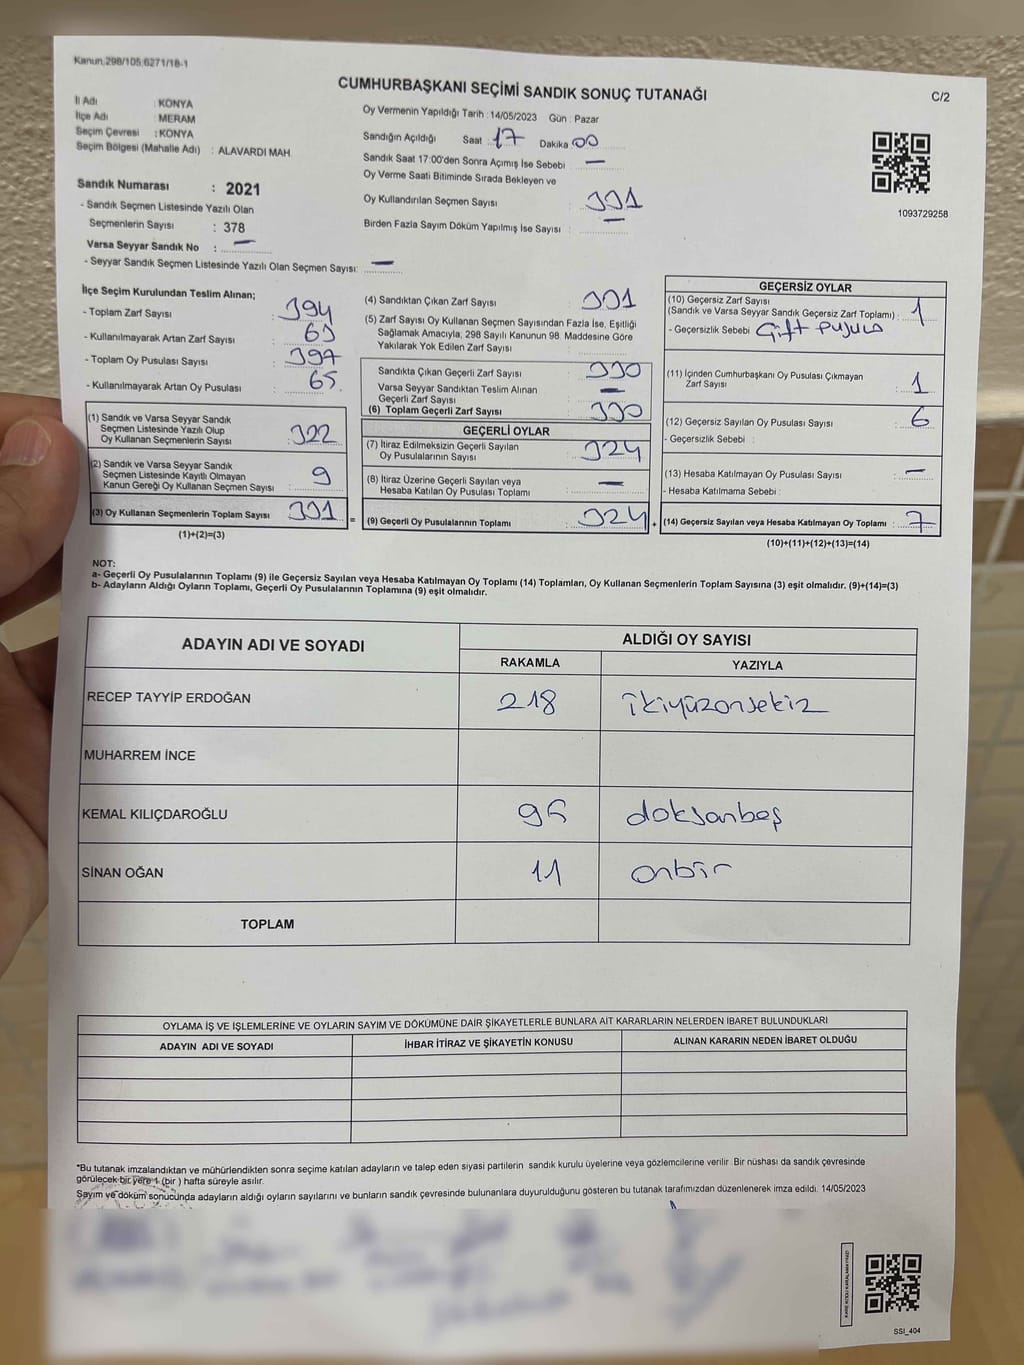 Kanun;298/105;6271/18-1
CUMHURBAŞKANI SEÇİMİ SANDIK SONUÇ TUTANAĞI
C/2
İl Adı : KONYA
İlçe Adı : MERAM
Seçim Çevresi : KONYA
Seçim Bölgesi (Mahalle Adı) : ALAVARDI MAH.
Sandık Numarası : 2021
- Sandık Seçmen Listesinde Yazılı Olan
Seçmenlerin Sayısı : 378
Varsa Seyyar Sandık No : —
- Seyyar Sandık Seçmen Listesinde Yazılı Olan Seçmen Sayısı: —
Oy Vermenin Yapıldığı Tarih : 14/05/2023 Gün : Pazar
Sandığın Açıldığı Saat : 17 Dakika 00
Sandık Saat 17:00'den Sonra Açımış İse Sebebi —
Oy Verme Saati Bitiminde Sırada Bekleyen ve
Oy Kullandırılan Seçmen Sayısı : 331
Birden Fazla Sayım Döküm Yapılmış İse Sayısı : —
1093729258
İlçe Seçim Kurulundan Teslim Alınan;
- Toplam Zarf Sayısı : 394
- Kullanılmayarak Artan Zarf Sayısı : 63
- Toplam Oy Pusulası Sayısı : 397
- Kullanılmayarak Artan Oy Pusulası : 65
(1) Sandık ve Varsa Seyyar Sandık
Seçmen Listesinde Yazılı Olup
Oy Kullanan Seçmenlerin Sayısı : 322
(2) Sandık ve Varsa Seyyar Sandık
Seçmen Listesinde Kayıtlı Olmayan
Kanun Gereği Oy Kullanan Seçmen Sayısı : 9
(3) Oy Kullanan Seçmenlerin Toplam Sayısı : 331 =
(1)+(2)=(3)
(4) Sandıktan Çıkan Zarf Sayısı : 331
(5) Zarf Sayısı Oy Kullanan Seçmen Sayısından Fazla İse, Eşitliği
Sağlamak Amacıyla, 298 Sayılı Kanunun 98. Maddesine Göre
Yakılarak Yok Edilen Zarf Sayısı :
Sandıkta Çıkan Geçerli Zarf Sayısı : 330
Varsa Seyyar Sandıktan Teslim Alınan
Geçerli Zarf Sayısı : —
(6) Toplam Geçerli Zarf Sayısı : 330
GEÇERLİ OYLAR
(7) İtiraz Edilmeksizin Geçerli Sayılan
Oy Pusulalarının Sayısı : 324
(8) İtiraz Üzerine Geçerli Sayılan veya
Hesaba Katılan Oy Pusulası Toplamı : —
(9) Geçerli Oy Pusulalarının Toplamı : 324 +
GEÇERSİZ OYLAR
(10) Geçersiz Zarf Sayısı
(Sandık ve Varsa Seyyar Sandık Geçersiz Zarf Toplamı) : 1
- Geçersizlik Sebebi : Çift pusula
(11) İçinden Cumhurbaşkanı Oy Pusulası Çıkmayan
Zarf Sayısı : 1
(12) Geçersiz Sayılan Oy Pusulası Sayısı : 6
- Geçersizlik Sebebi :
(13) Hesaba Katılmayan Oy Pusulası Sayısı : —
- Hesaba Katılmama Sebebi :
(14) Geçersiz Sayılan veya Hesaba Katılmayan Oy Toplamı : 7
(10)+(11)+(12)+(13)=(14)
NOT:
a- Geçerli Oy Pusulalarının Toplamı (9) ile Geçersiz Sayılan veya Hesaba Katılmayan Oy Toplamı (14) Toplamları, Oy Kullanan Seçmenlerin Toplam Sayısına (3) eşit olmalıdır. (9)+(14)=(3)
b- Adayların Aldığı Oyların Toplamı, Geçerli Oy Pusulalarının Toplamına (9) eşit olmalıdır.
ADAYIN ADI VE SOYADI ALDIĞI OY SAYISI
RAKAMLA YAZIYLA
RECEP TAYYİP ERDOĞAN 218 ikiyüzonsekiz
MUHARREM İNCE
KEMAL KILIÇDAROĞLU 95 doksanbeş
SİNAN OĞAN 11 onbir
TOPLAM
OYLAMA İŞ VE İŞLEMLERİNE VE OYLARIN SAYIM VE DÖKÜMÜNE DAİR ŞİKAYETLERLE BUNLARA AİT KARARLARIN NELERDEN İBARET BULUNDUKLARI
ADAYIN ADI VE SOYADI İHBAR İTİRAZ VE ŞİKAYETİN KONUSU ALINAN KARARIN NEDEN İBARET OLDUĞU
*Bu tutanak imzalandıktan ve mühürlendikten sonra seçime katılan adayların ve talep eden siyasi partilerin sandık kurulu üyelerine veya gözlemcilerine verilir. Bir nüshası da sandık çevresinde
görülecek bir yere 1 (bir) hafta süreyle asılır.
Sayım ve döküm sonucunda adayların aldığı oyların sayılarını ve bunların sandık çevresinde bulunanlara duyurulduğunu gösteren bu tutanak tarafımızdan düzenlenerek imza edildi. 14/05/2023
SSI_404